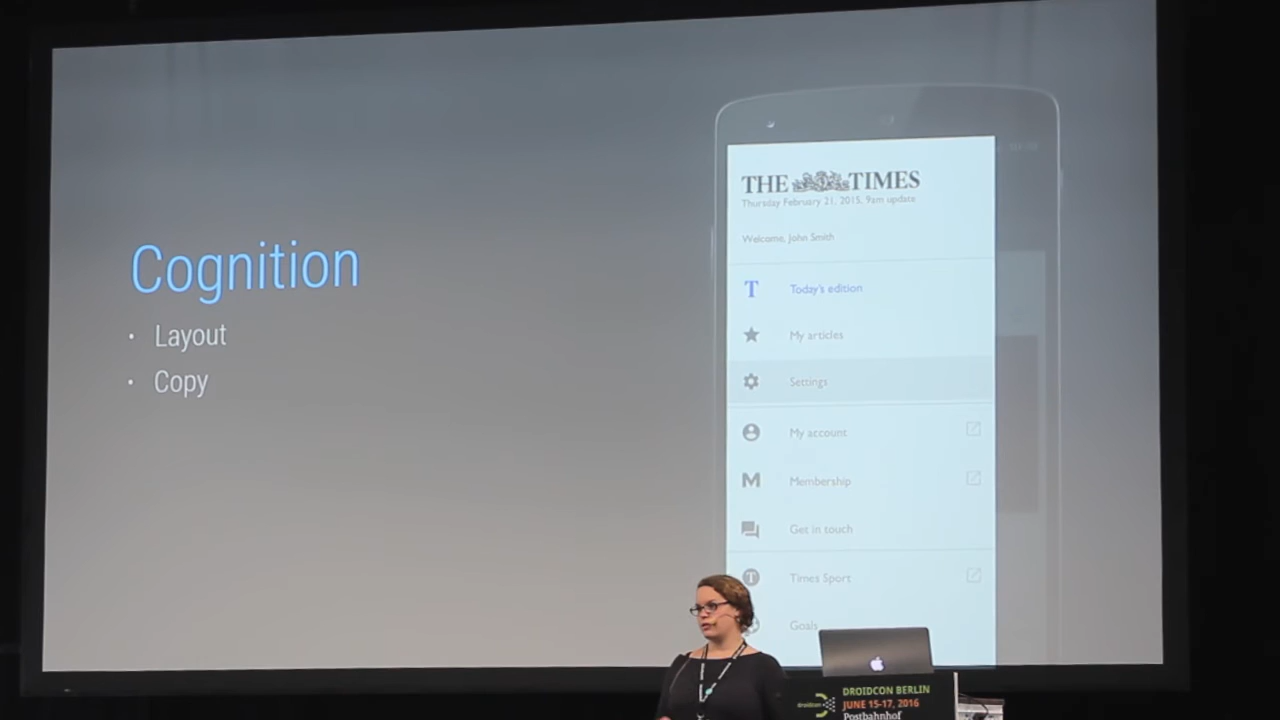 Cognition
• Layout
• Copy
THE TIMES
Thursday February 21, 2015, 9am update
Welcome, John Smith
T Today's edition
My articles
Settings
My account
M Membership
Get in touch
T Times Sport
Goals
droidcon
DROIDCON BERLIN
JUNE 15-17, 2016
Postbahnhof